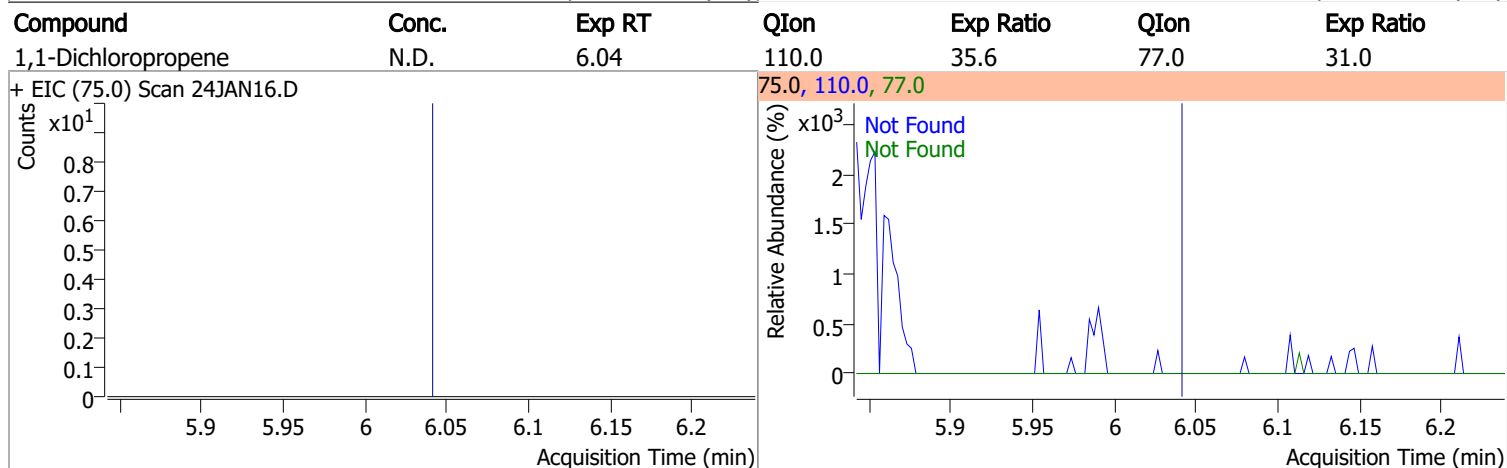 Compound Conc. Exp RT QIon Exp Ratio QIon Exp Ratio
1,1-Dichloropropene N.D. 6.04 110.0 35.6 77.0 31.0
+ EIC (75.0) Scan 24JAN16.D
Counts
x10^1
0.8
0.7
0.6
0.5
0.4
0.3
0.2
0.1
0
5.9 5.95 6 6.05 6.1 6.15 6.2
Acquisition Time (min)
75.0, 110.0, 77.0
Relative Abundance (%)
x10^3
Not Found
Not Found
2
1.5
1
0.5
0
5.9 5.95 6 6.05 6.1 6.15 6.2
Acquisition Time (min)